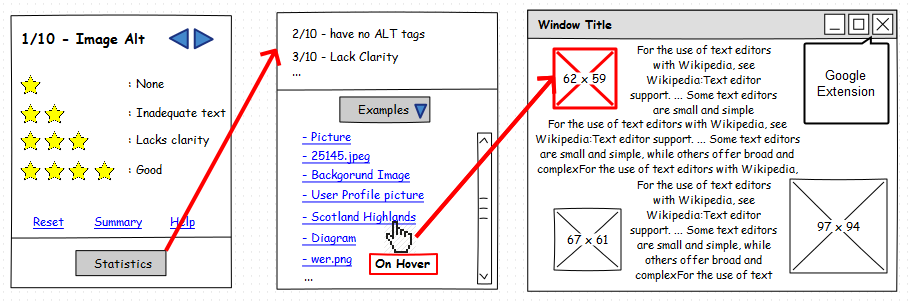 1/10 - Image Alt
: None
: Inadequate text
: Lacks clarity
: Good
Reset Summary Help
Statistics
2/10 - have no ALT tags
3/10 - Lack Clarity
...
Examples
- Picture
- 25145.jpeg
- Backgorund Image
- User Profile picture
- Scotland Highlands
- Diagram
- wer.png
...
On Hover
Window Title
Google
Extension
62 x 59
For the use of text editors
with Wikipedia, see
Wikipedia:Text editor
support. ... Some text editors
are small and simple
For the use of text editors with Wikipedia, see
Wikipedia:Text editor support. ... Some text editors
are small and simple, while others offer broad and
complexFor the use of text editors with Wikipedia,
For the use of text editors
with Wikipedia, see
Wikipedia:Text editor
support. ... Some text editors
are small and simple, while
others offer broad and
complexFor the use of text
67 x 61
97 x 94